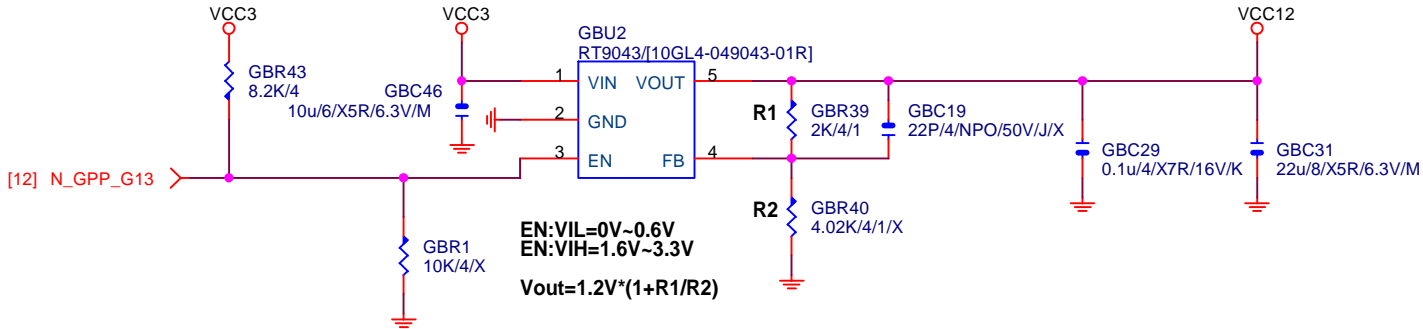 VCC3
VCC3
VCC12
GBU2
RT9043/[10GL4-049043-01R]
GBR43
8.2K/4
GBC46
10u/6/X5R/6.3V/M
1
VIN
VOUT
5
2
GND
3
EN
FB
4
R1
GBR39
2K/4/1
GBC19
22P/4/NPO/50V/J/X
GBC29
0.1u/4/X7R/16V/K
GBC31
22u/8/X5R/6.3V/M
[12] N_GPP_G13
R2
GBR40
4.02K/4/1/X
GBR1
10K/4/X
EN:VIL=0V~0.6V
EN:VIH=1.6V~3.3V
Vout=1.2V*(1+R1/R2)